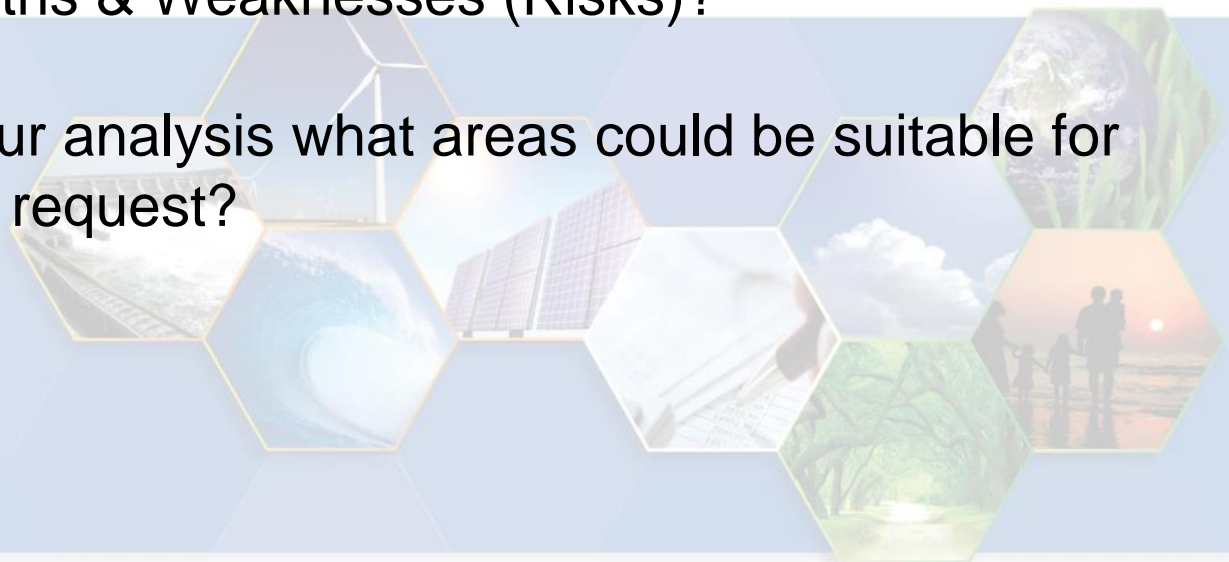 ths & Weaknesses (Risks)?
ur analysis what areas could be suitable for
request?